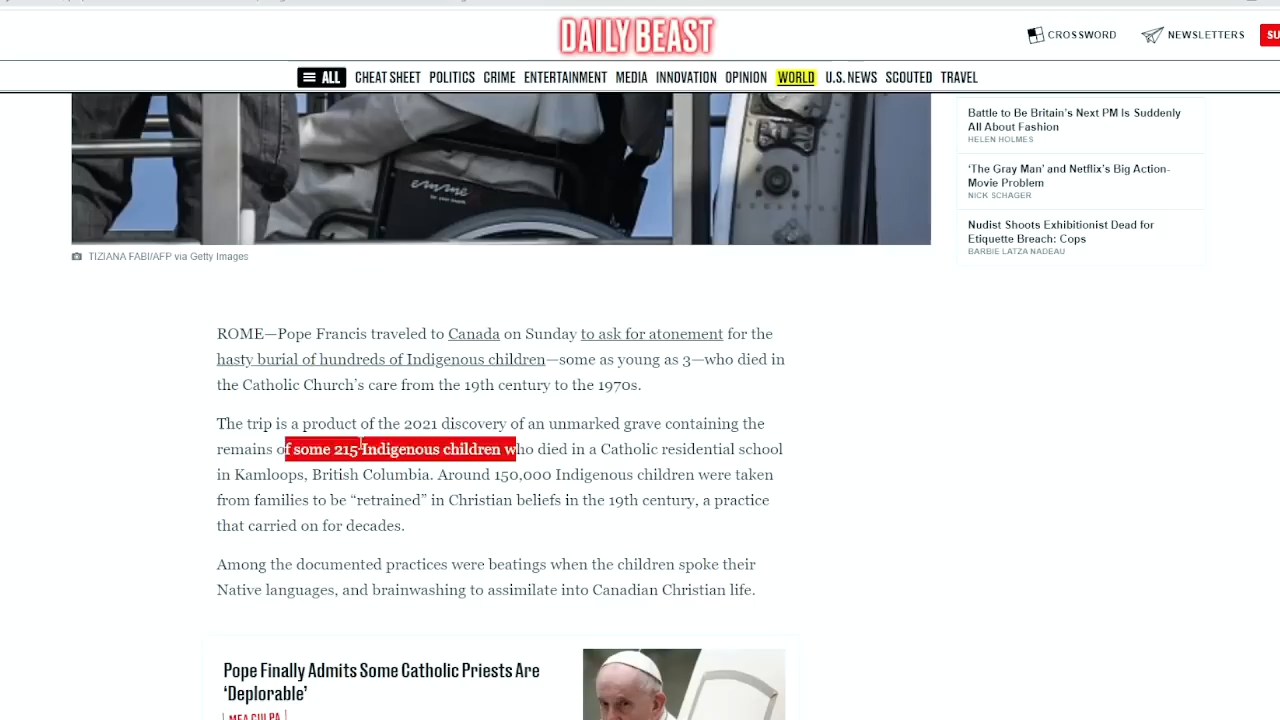 DAILY BEAST
CROSSWORD
NEWSLETTERS
SU
ALL
CHEAT SHEET
POLITICS
CRIME
ENTERTAINMENT
MEDIA
INNOVATION
OPINION
WORLD
U.S. NEWS
SCOUTED
TRAVEL
emme
TIZIANA FABI/AFP via Getty Images
Battle to Be Britain's Next PM Is Suddenly
All About Fashion
HELEN HOLMES
'The Gray Man' and Netflix's Big Action-
Movie Problem
NICK SCHAGER
Nudist Shoots Exhibitionist Dead for
Etiquette Breach: Cops
BARBIE LATZA NADEAU
ROME—Pope Francis traveled to Canada on Sunday to ask for atonement for the
hasty burial of hundreds of Indigenous children—some as young as 3—who died in
the Catholic Church's care from the 19th century to the 1970s.
The trip is a product of the 2021 discovery of an unmarked grave containing the
remains of some 215 Indigenous children who died in a Catholic residential school
in Kamloops, British Columbia. Around 150,000 Indigenous children were taken
from families to be “retrained” in Christian beliefs in the 19th century, a practice
that carried on for decades.
Among the documented practices were beatings when the children spoke their
Native languages, and brainwashing to assimilate into Canadian Christian life.
Pope Finally Admits Some Catholic Priests Are
'Deplorable'
MEA CULPA